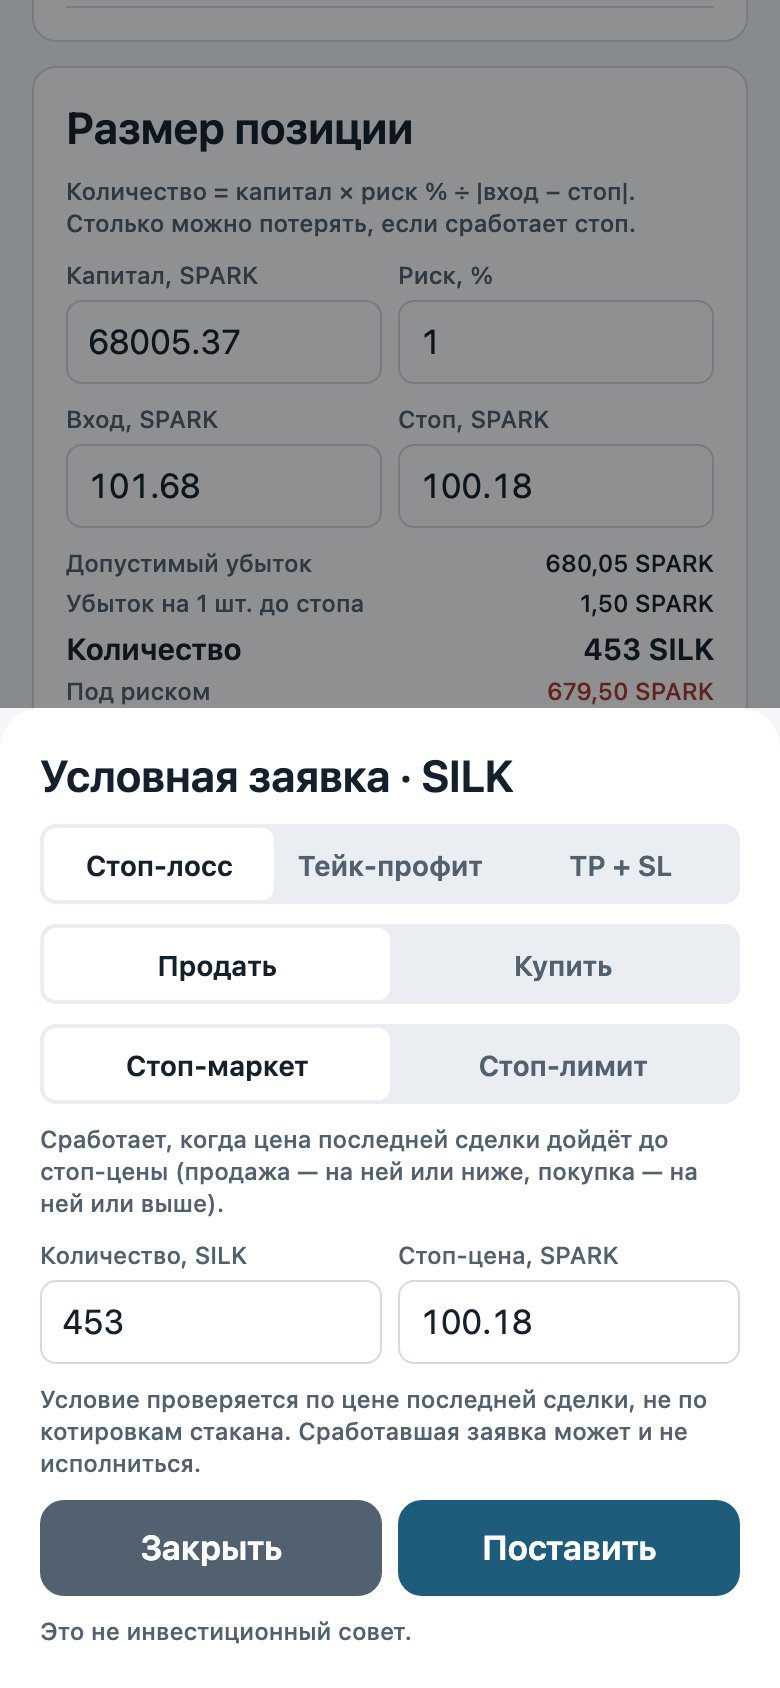 Размер позиции
Количество = капитал × риск % ÷ |вход − стоп|.
Столько можно потерять, если сработает стоп.
Капитал, SPARK
Риск, %
68005.37
1
Вход, SPARK
Стоп, SPARK
101.68
100.18
Допустимый убыток 680,05 SPARK
Убыток на 1 шт. до стопа 1,50 SPARK
Количество 453 SILK
Под риском 679,50 SPARK
Условная заявка · SILK
Стоп-лосс Тейк-профит TP + SL
Продать Купить
Стоп-маркет Стоп-лимит
Сработает, когда цена последней сделки дойдёт до
стоп-цены (продажа — на ней или ниже, покупка — на
ней или выше).
Количество, SILK
Стоп-цена, SPARK
453
100.18
Условие проверяется по цене последней сделки, не по
котировкам стакана. Сработавшая заявка может и не
исполниться.
Закрыть Поставить
Это не инвестиционный совет.